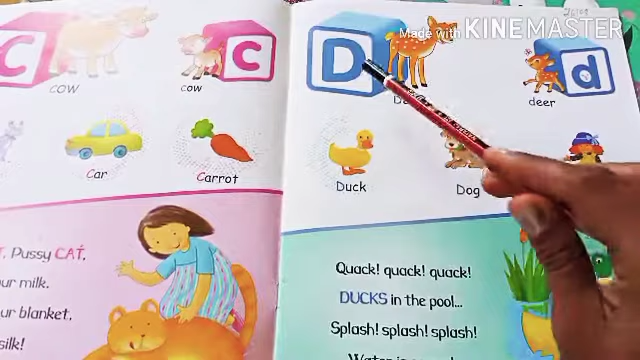 Made with KINEMASTER
C
C
cow
cow
Car
Carrot
T, Pussy CAT,
ur milk.
ur blanket,
silk!
D
d
deer
Duck
Dog
Quack! quack! quack!
DUCKS in the pool...
Splash! splash! splash!